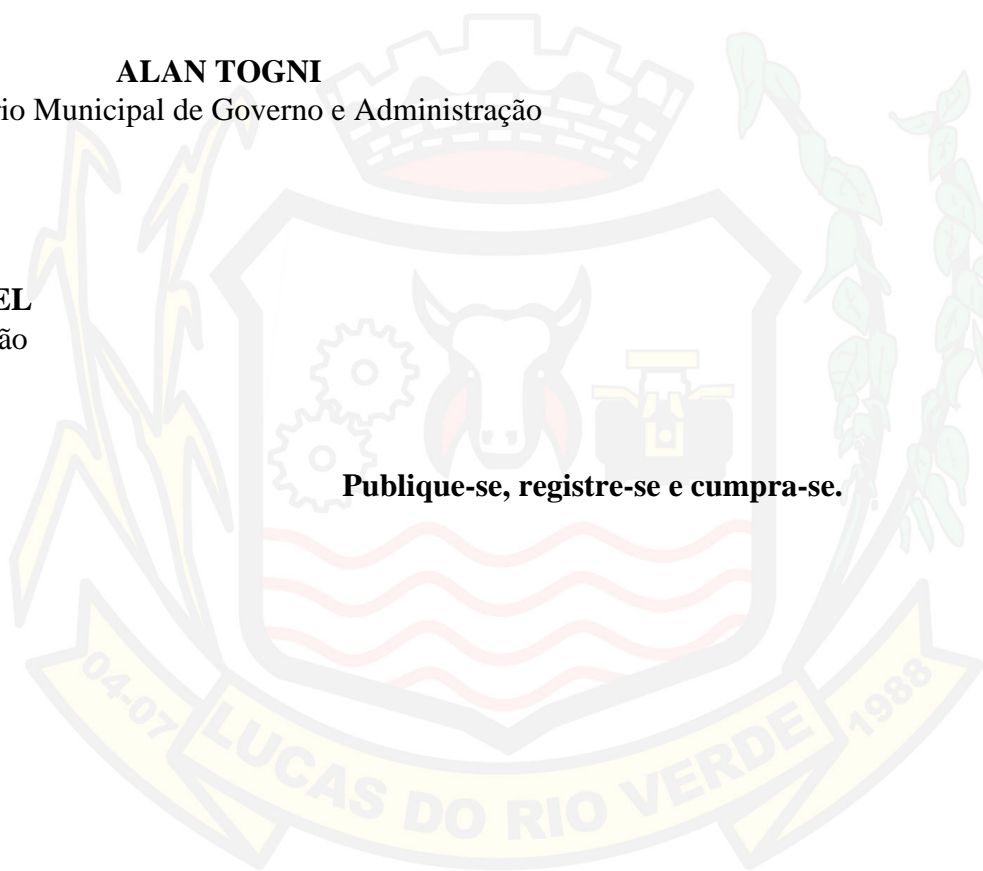 ALAN TOGNI
rio Municipal de Governo e Administração
EL
ão
Publique-se, registre-se e cumpra-se.
04-07
LUCAS DO RIO VERDE
1988